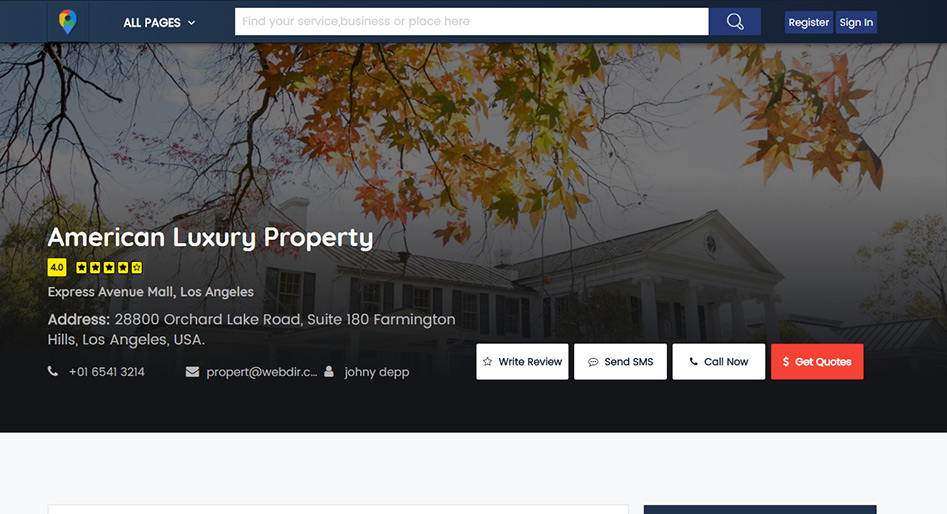 ALL PAGES
Find your service,business or place here
Register
Sign In
American Luxury Property
4.0
Express Avenue Mall, Los Angeles
Address: 28800 Orchard Lake Road, Suite 180 Farmington
Hills, Los Angeles, USA.
+01 6541 3214
propert@webdir.c...
johny depp
Write Review
Send SMS
Call Now
$ Get Quotes